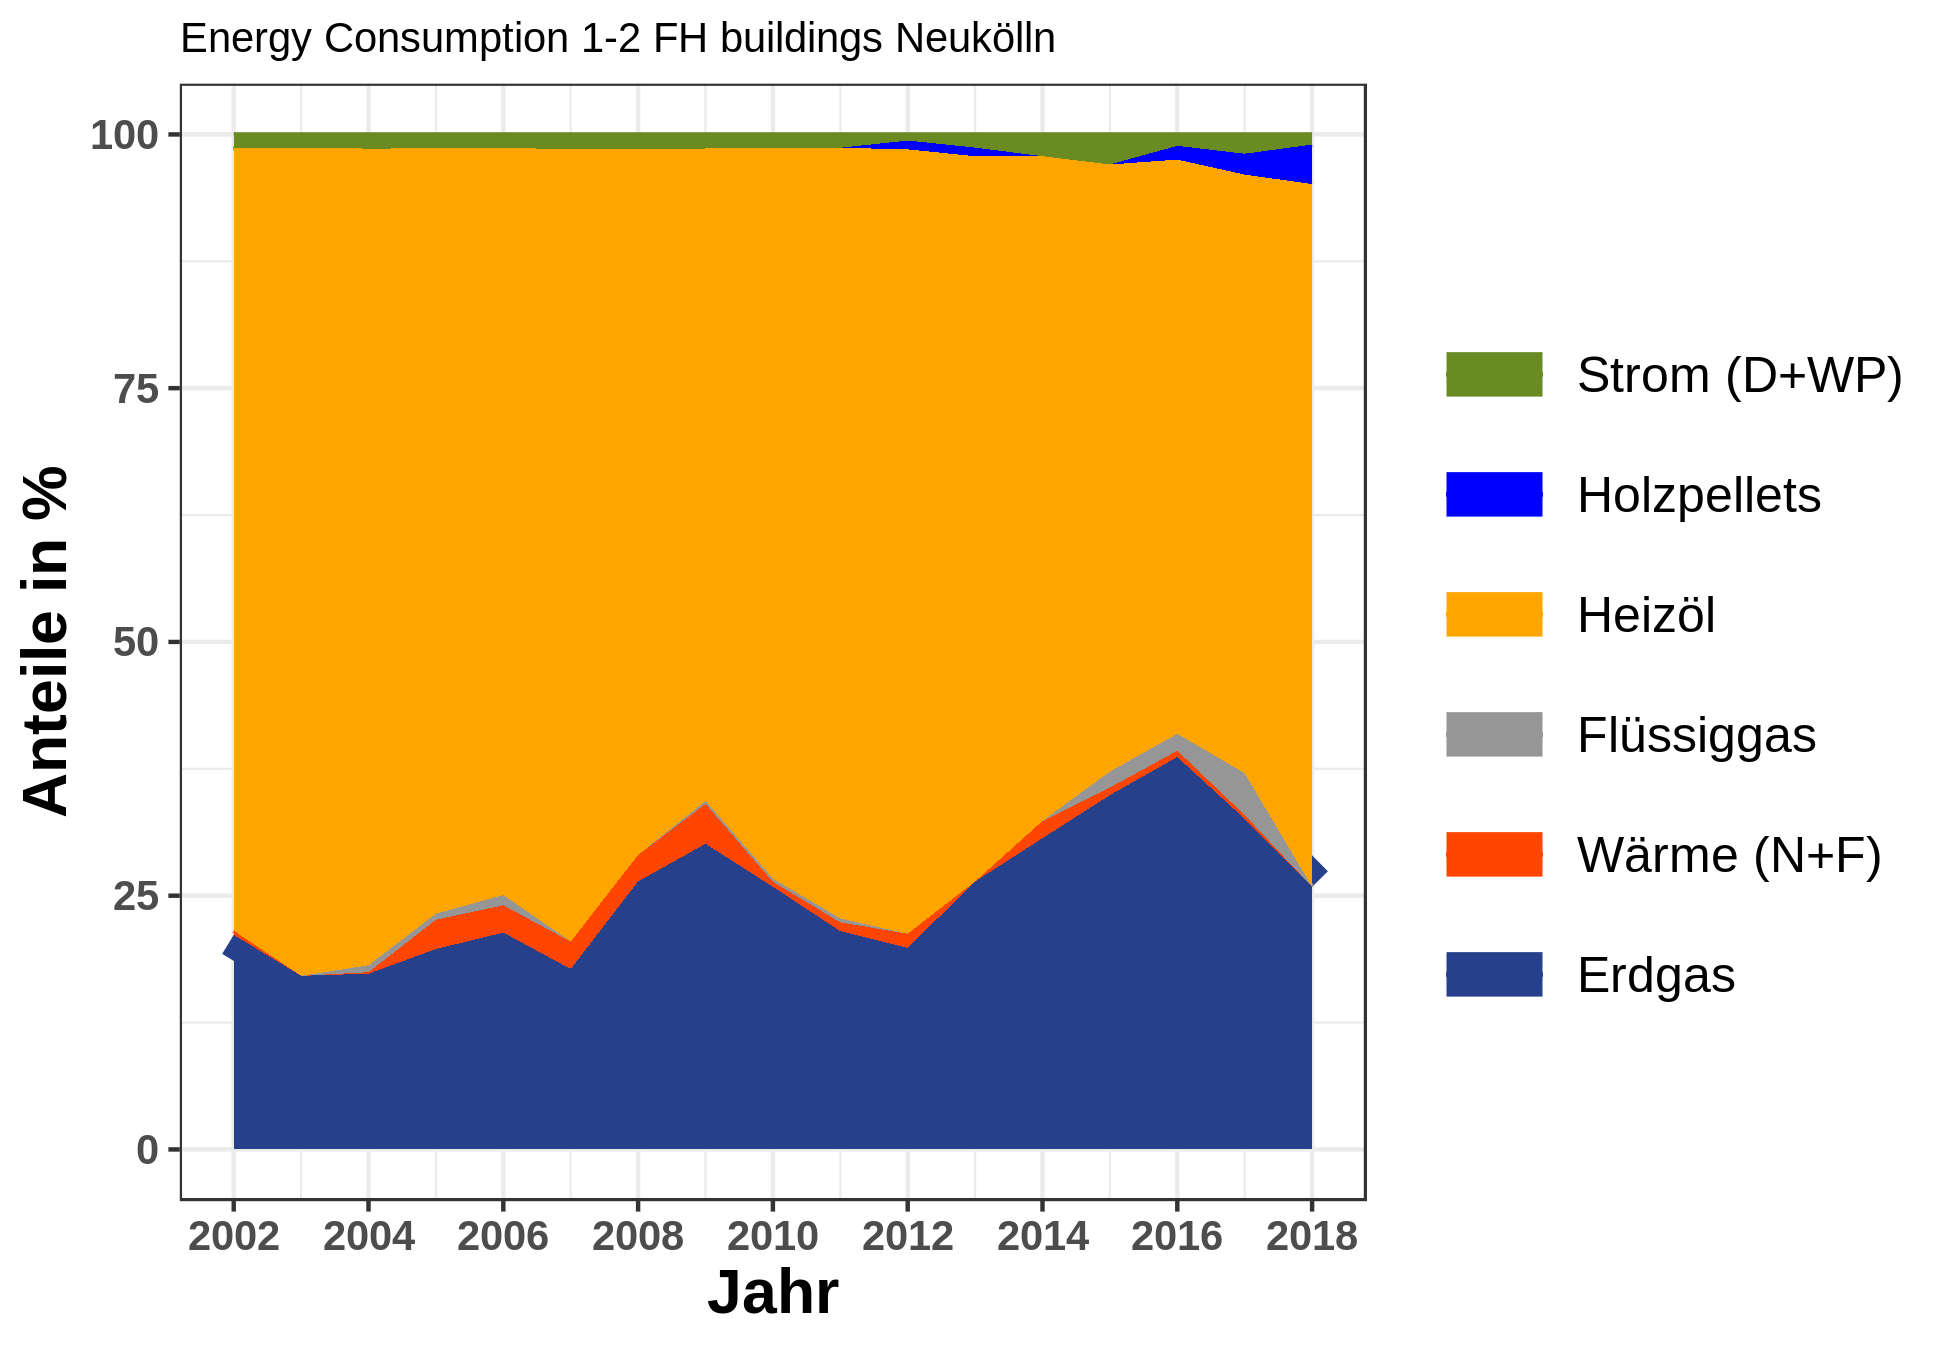 Energy Consumption 1-2 FH buildings Neukölln
Anteile in %
100
75
50
25
0
2002 2004 2006 2008 2010 2012 2014 2016 2018
Jahr
Strom (D+WP)
Holzpellets
Heizöl
Flüssiggas
Wärme (N+F)
Erdgas